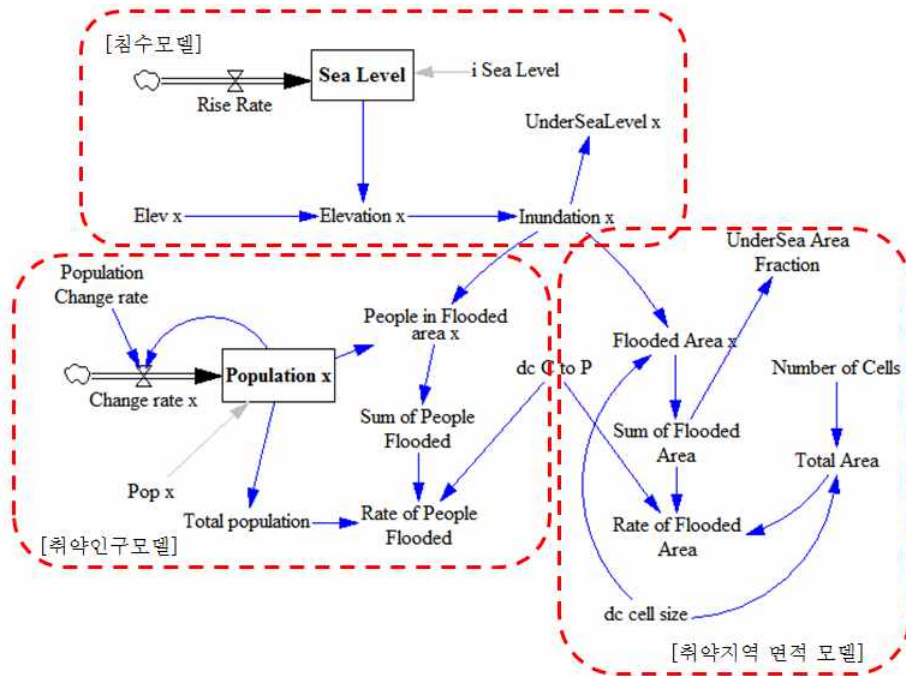 [침수모델]
Sea Level
i Sea Level
Rise Rate
UnderSeaLevel x
Elev x
Elevation x
Inundation x
UnderSea Area
Fraction
Population
Change rate
People in Flooded
area x
Flooded Area x
dc C to P
Number of Cells
Population x
Change rate x
Sum of People
Flooded
Sum of Flooded
Area
Total Area
Pop x
Total population
Rate of People
Flooded
Rate of Flooded
Area
[취약인구모델]
dc cell size
[취약지역 면적 모델]